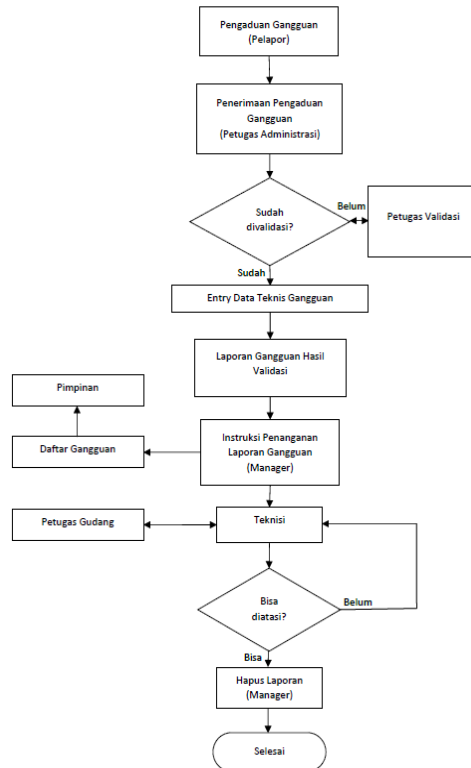 Pengaduan Gangguan
(Pelapor)
Penerimaan Pengaduan
Gangguan
(Petugas Administrasi)
Sudah
divalidasi?
Belum
Petugas Validasi
Sudah
Entry Data Teknis Gangguan
Laporan Gangguan Hasil
Validasi
Pimpinan
Daftar Gangguan
Instruksi Penanganan
Laporan Gangguan
(Manager)
Petugas Gudang
Teknisi
Bisa
diatasi?
Belum
Bisa
Hapus Laporan
(Manager)
Selesai